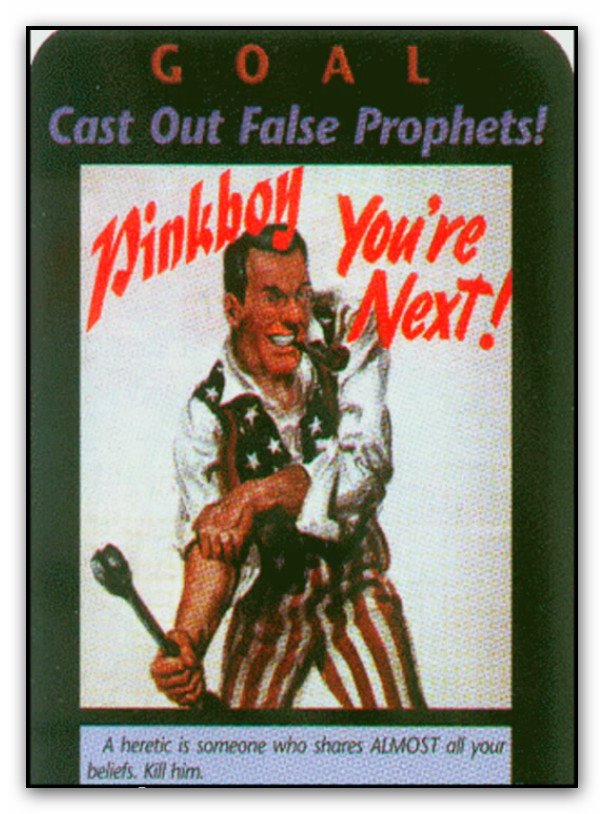 GOAL
Cast Out False Prophets!
Pinkboy You're
Next!
A heretic is someone who shares ALMOST all your
beliefs. Kill him.